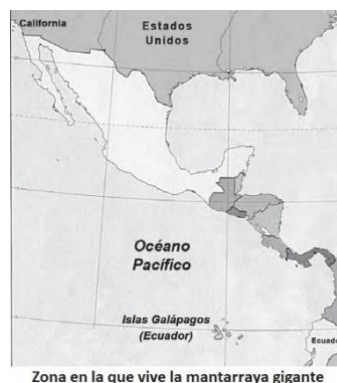 California
Estados
Unidos
Océano
Pacífico
Islas Galápagos
(Ecuador)
Ecuad
Zona en la que vive la mantarraya gigante